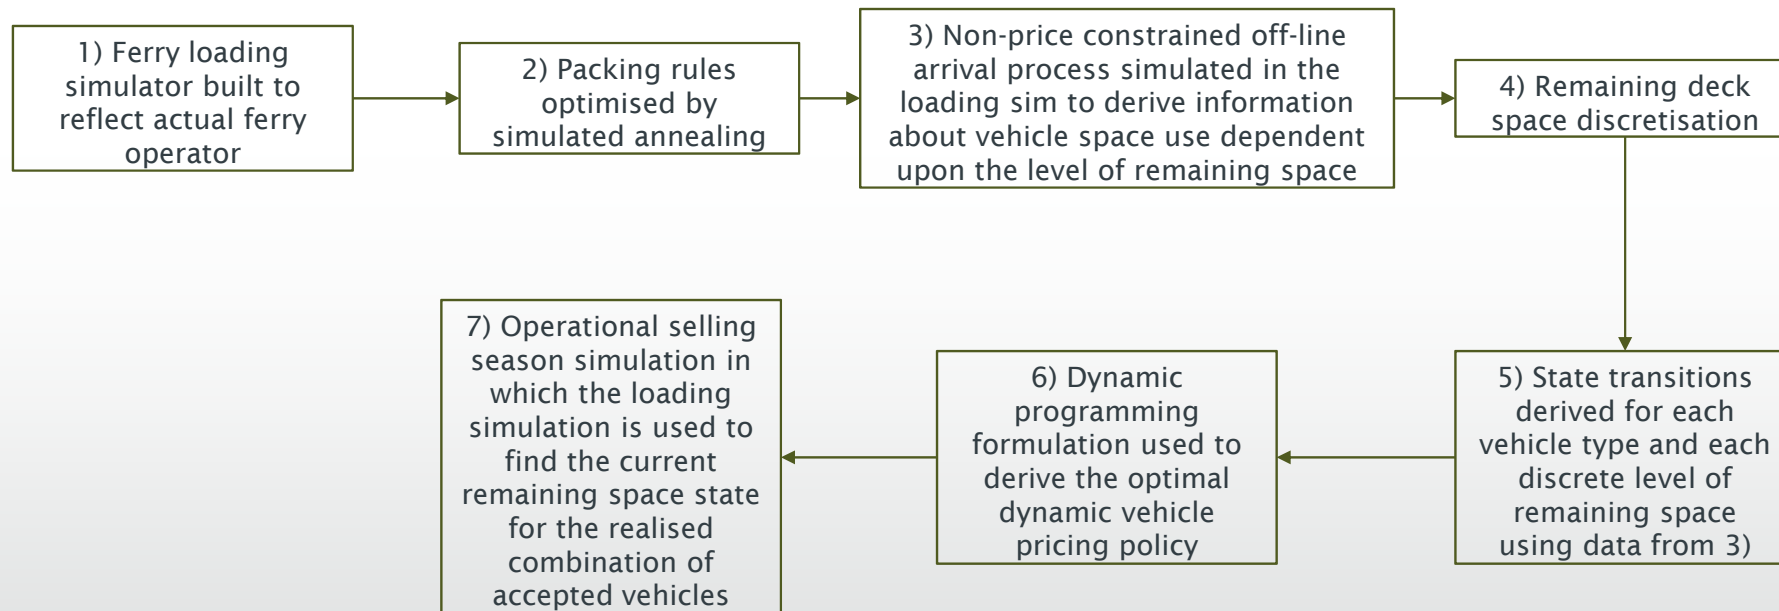 1) Ferry loading
simulator built to
reflect actual ferry
operator
2) Packing rules
optimised by
simulated annealing
3) Non-price constrained off-line
arrival process simulated in the
loading sim to derive information
about vehicle space use dependent
upon the level of remaining space
4) Remaining deck
space discretisation
5) State transitions
derived for each
vehicle type and each
discrete level of
remaining space
using data from 3)
6) Dynamic
programming
formulation used to
derive the optimal
dynamic vehicle
pricing policy
7) Operational selling
season simulation in
which the loading
simulation is used to
find the current
remaining space state
for the realised
combination of
accepted vehicles